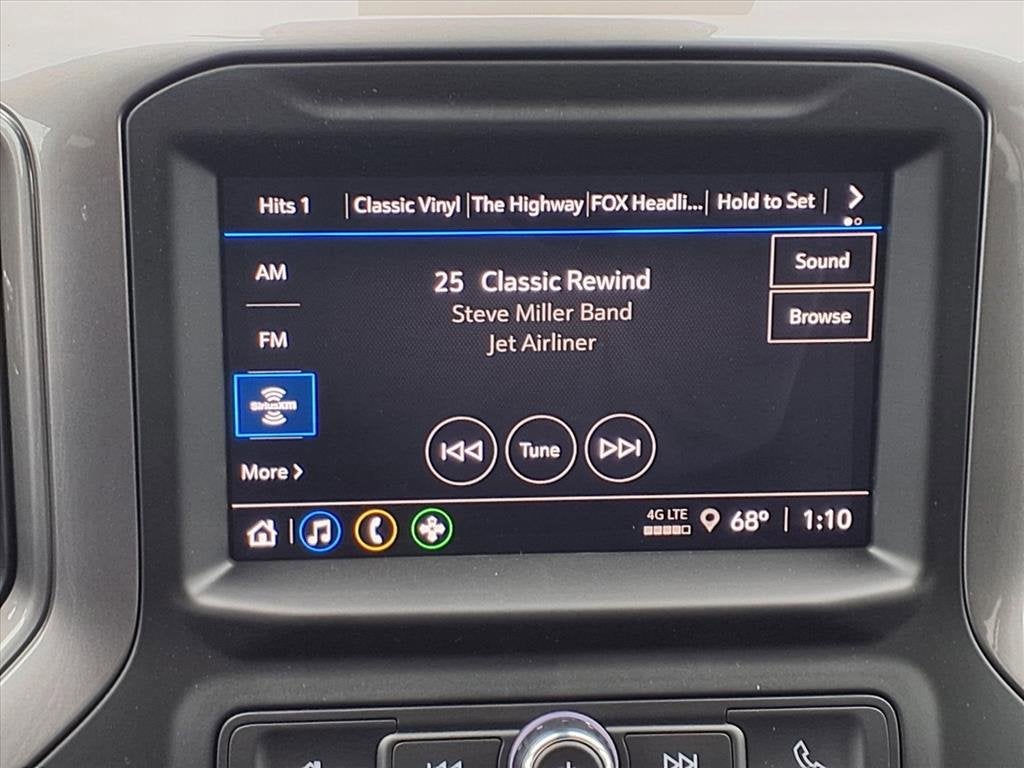 Hits 1 Classic Vinyl The Highway FOX Headli... Hold to Set
Sound
AM
25 Classic Rewind
Steve Miller Band
Browse
FM
Jet Airliner
SiriusXM
Tune
More
4G LTE 68° 1:10